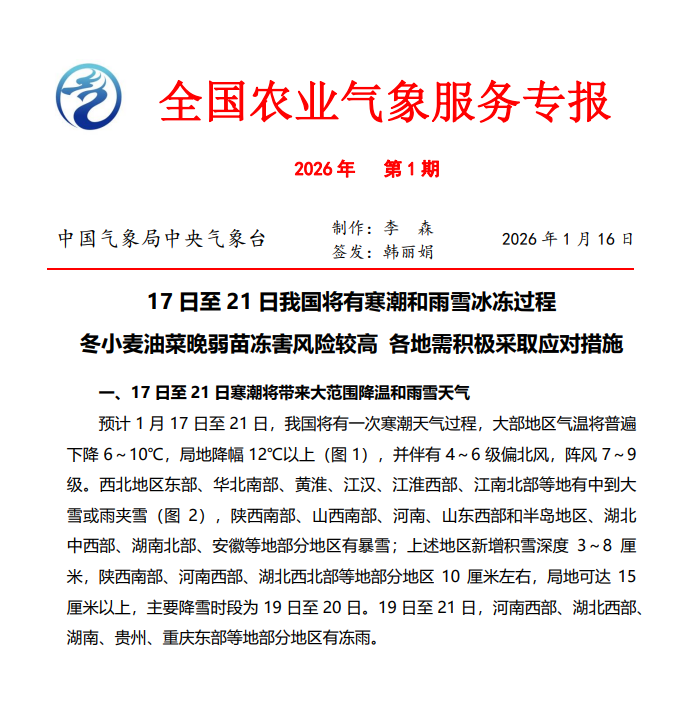 全国农业气象服务专报
2026 年 第 1 期
中国气象局中央气象台
制作：李 森
签发：韩丽娟
2026 年 1 月 16 日
17 日至 21 日我国将有寒潮和雨雪冰冻过程
冬小麦油菜晚弱苗冻害风险较高 各地需积极采取应对措施
一、17 日至 21 日寒潮将带来大范围降温和雨雪天气
预计 1 月 17 日至 21 日，我国将有一次寒潮天气过程，大部地区气温将普遍
下降 6～10℃，局地降幅 12℃以上（图 1），并伴有 4～6 级偏北风，阵风 7～9
级。西北地区东部、华北南部、黄淮、江汉、江淮西部、江南北部等地有中到大
雪或雨夹雪（图 2），陕西南部、山西南部、河南、山东西部和半岛地区、湖北
中西部、湖南北部、安徽等地部分地区有暴雪；上述地区新增积雪深度 3～8 厘
米，陕西南部、河南西部、湖北西北部等地部分地区 10 厘米左右，局地可达 15
厘米以上，主要降雪时段为 19 日至 20 日。19 日至 21 日，河南西部、湖北西部、
湖南、贵州、重庆东部等地部分地区有冻雨。